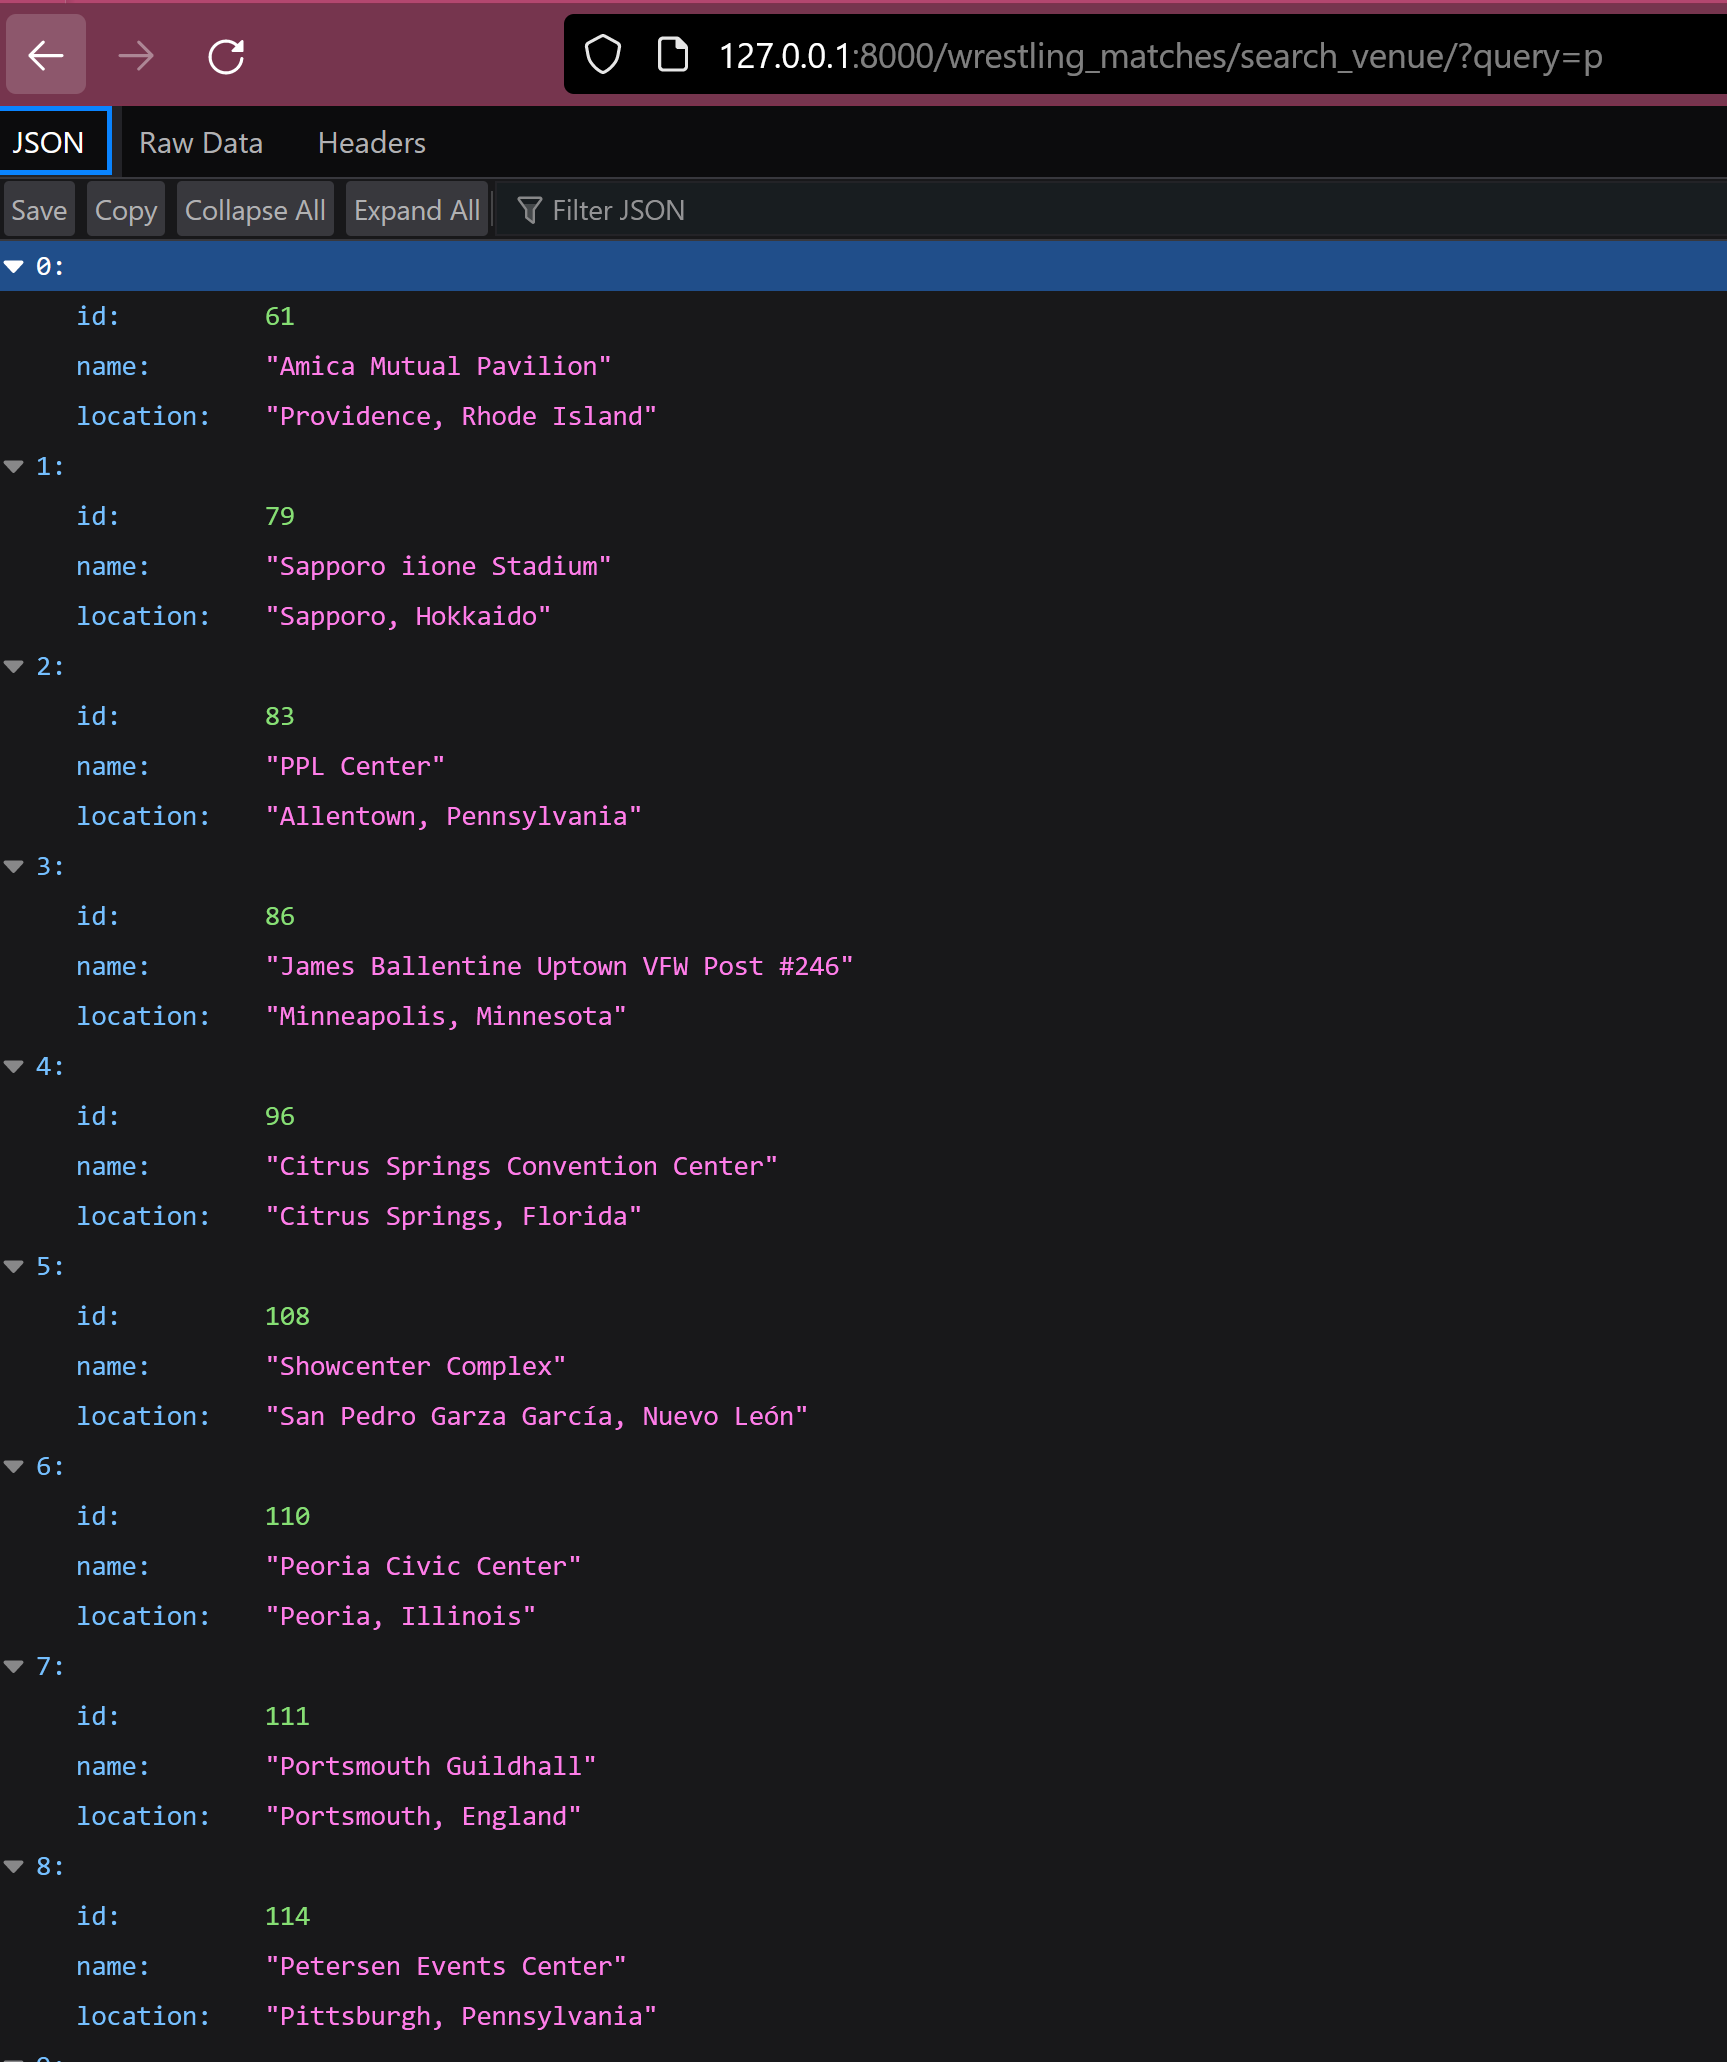 127.0.0.1:8000/wrestling_matches/search_venue/?query=p
JSON Raw Data Headers
Save Copy Collapse All Expand All Filter JSON
0:
id: 61
name: "Amica Mutual Pavilion"
location: "Providence, Rhode Island"
1:
id: 79
name: "Sapporo iione Stadium"
location: "Sapporo, Hokkaido"
2:
id: 83
name: "PPL Center"
location: "Allentown, Pennsylvania"
3:
id: 86
name: "James Ballentine Uptown VFW Post #246"
location: "Minneapolis, Minnesota"
4:
id: 96
name: "Citrus Springs Convention Center"
location: "Citrus Springs, Florida"
5:
id: 108
name: "Showcenter Complex"
location: "San Pedro Garza García, Nuevo León"
6:
id: 110
name: "Peoria Civic Center"
location: "Peoria, Illinois"
7:
id: 111
name: "Portsmouth Guildhall"
location: "Portsmouth, England"
8:
id: 114
name: "Petersen Events Center"
location: "Pittsburgh, Pennsylvania"